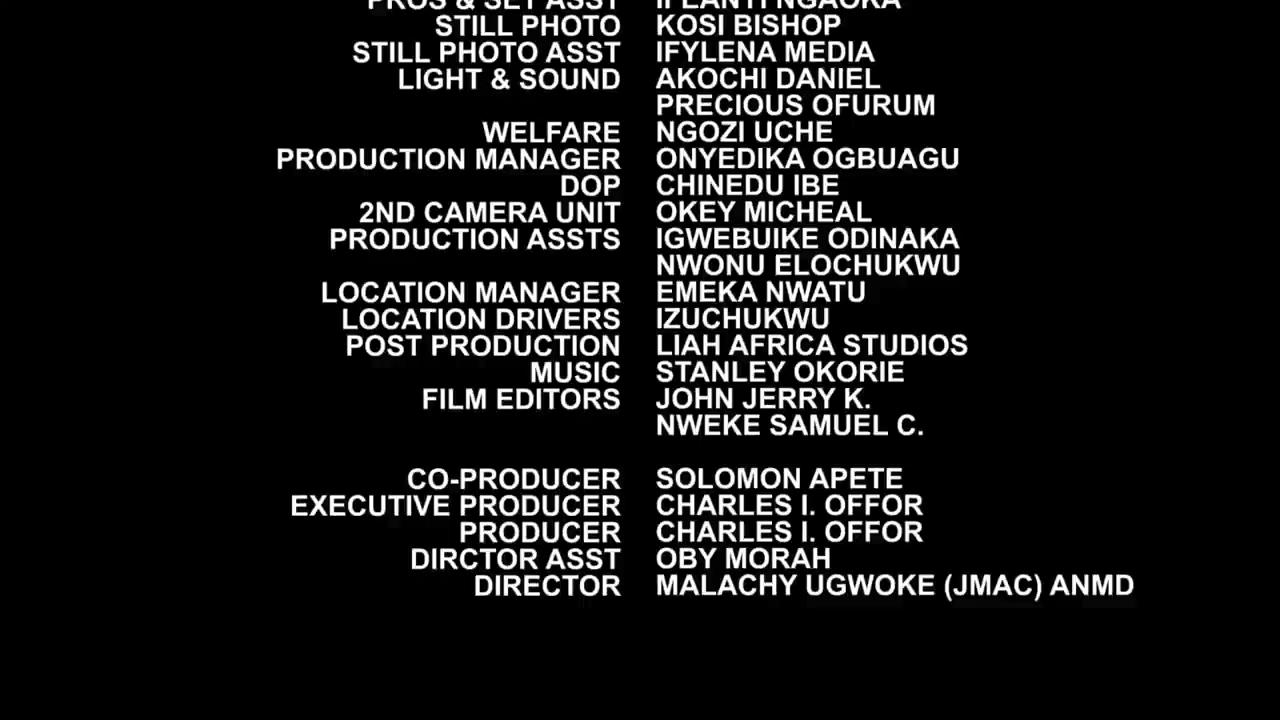 PROS & SET ASST IFEANYI NGAOKA
STILL PHOTO KOSI BISHOP
STILL PHOTO ASST IFYLENA MEDIA
LIGHT & SOUND AKOCHI DANIEL
PRECIOUS OFURUM
WELFARE NGOZI UCHE
PRODUCTION MANAGER ONYEDIKA OGBUAGU
DOP CHINEDU IBE
2ND CAMERA UNIT OKEY MICHEAL
PRODUCTION ASSTS IGWEBUIKE ODINAKA
NWONU ELOCHUKWU
LOCATION MANAGER EMEKA NWATU
LOCATION DRIVERS IZUCHUKWU
POST PRODUCTION LIAH AFRICA STUDIOS
MUSIC STANLEY OKORIE
FILM EDITORS JOHN JERRY K.
NWEKE SAMUEL C.
CO-PRODUCER SOLOMON APETE
EXECUTIVE PRODUCER CHARLES I. OFFOR
PRODUCER CHARLES I. OFFOR
DIRCTOR ASST OBY MORAH
DIRECTOR MALACHY UGWOKE (JMAC) ANMD